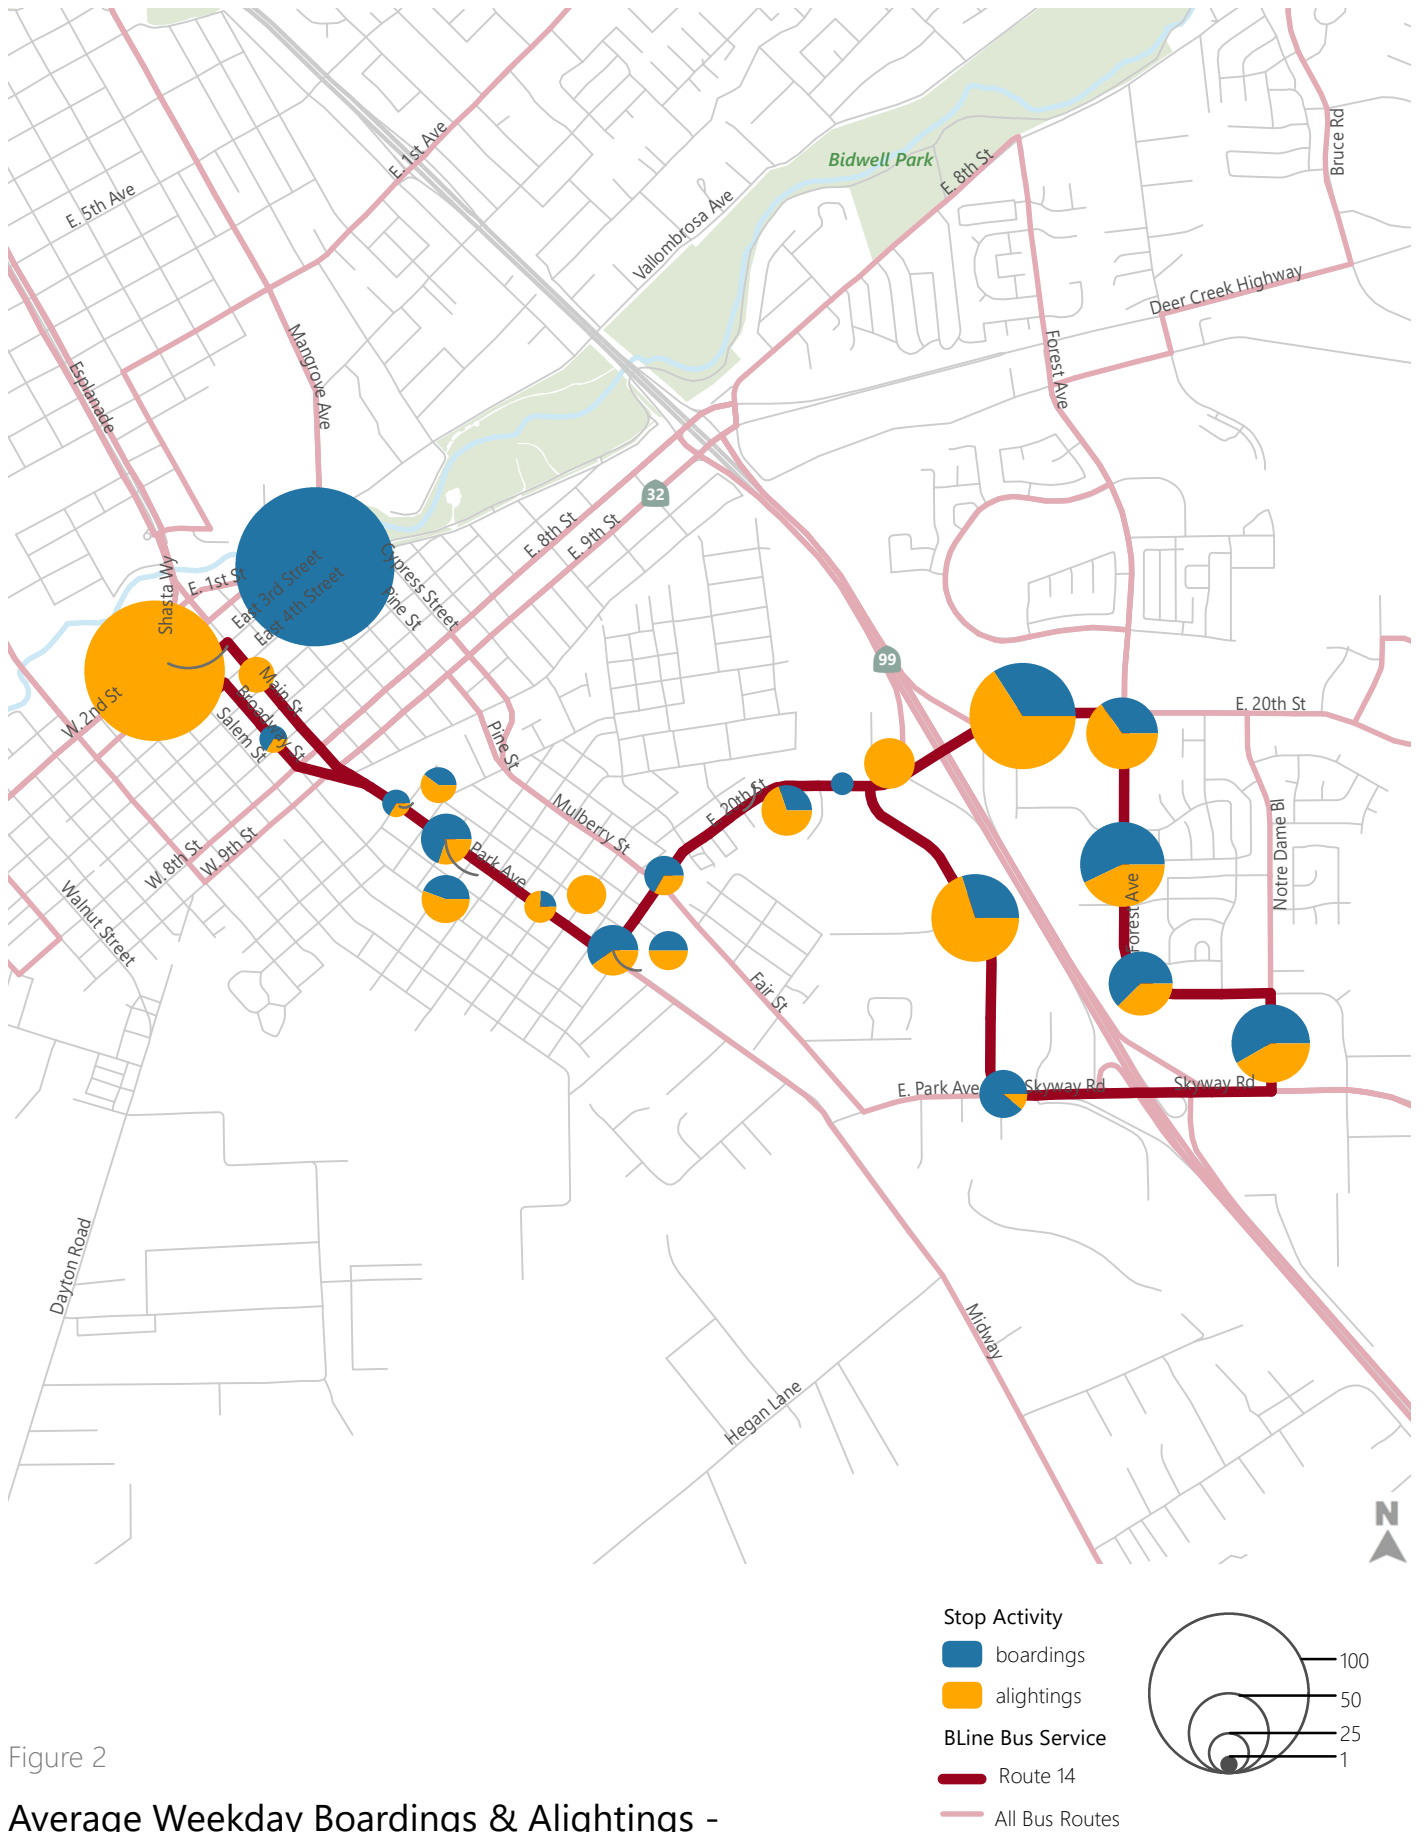 Bidwell Park
E. 8th St
Bruce Rd
E. 1st Ave
E. 5th Ave
Vallombrosa Ave
Deer Creek Highway
Mangrove Ave
Forest Ave
Esplanade
32
E. 8th St
E. 9th St
Cypress Street
Pine St
Shasta Wy
E. 1st St
East 3rd Street
East 4th Street
99
W. 2nd St
Main St
Broadway St
Salem St
E. 20th St
Pine St
Mulberry St
E. 20th St
Notre Dame Bl
W. 8th St
W. 9th St
Park Ave
Walnut Street
Forest Ave
Fair St
E. Park Ave
Skyway Rd
Skyway Rd
Dayton Road
Midway
Hegan Lane
N
Stop Activity
boardings
alightings
BLine Bus Service
Route 14
All Bus Routes
100
50
25
1
Figure 2
Average Weekday Boardings & Alightings -